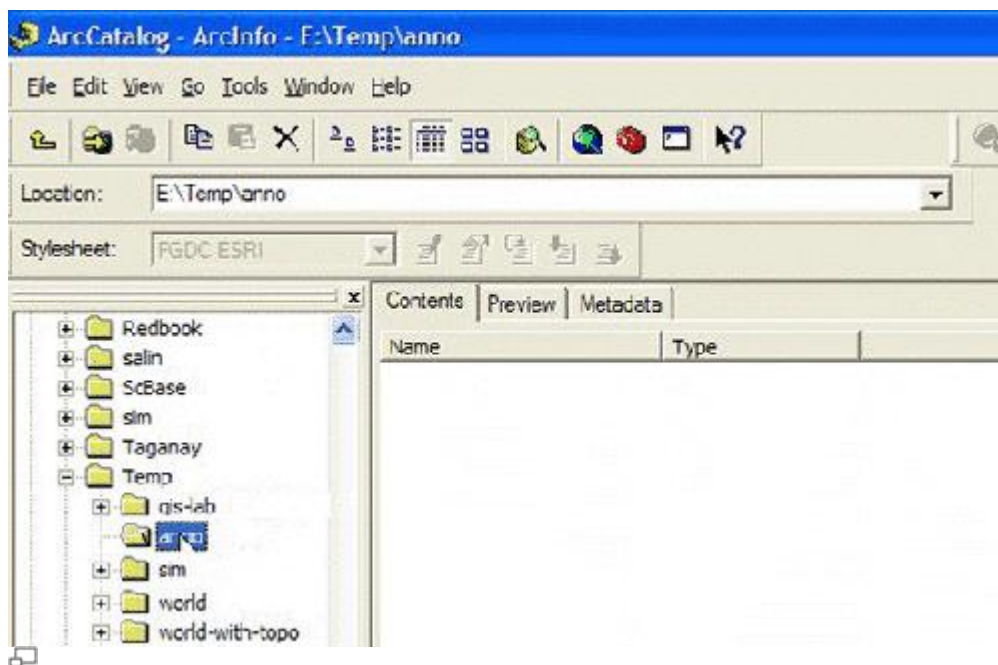 ArcCatalog - ArcInfo - E:\Temp\anno
File Edit View Go Tools Window Help
Location: E:\Temp\anno
Stylesheet: FGDC ESRI
Contents Preview Metadata
Name Type
Redbook
salin
ScBase
sim
Taganay
Temp
gis-lab
anno
sim
world
world-with-topo